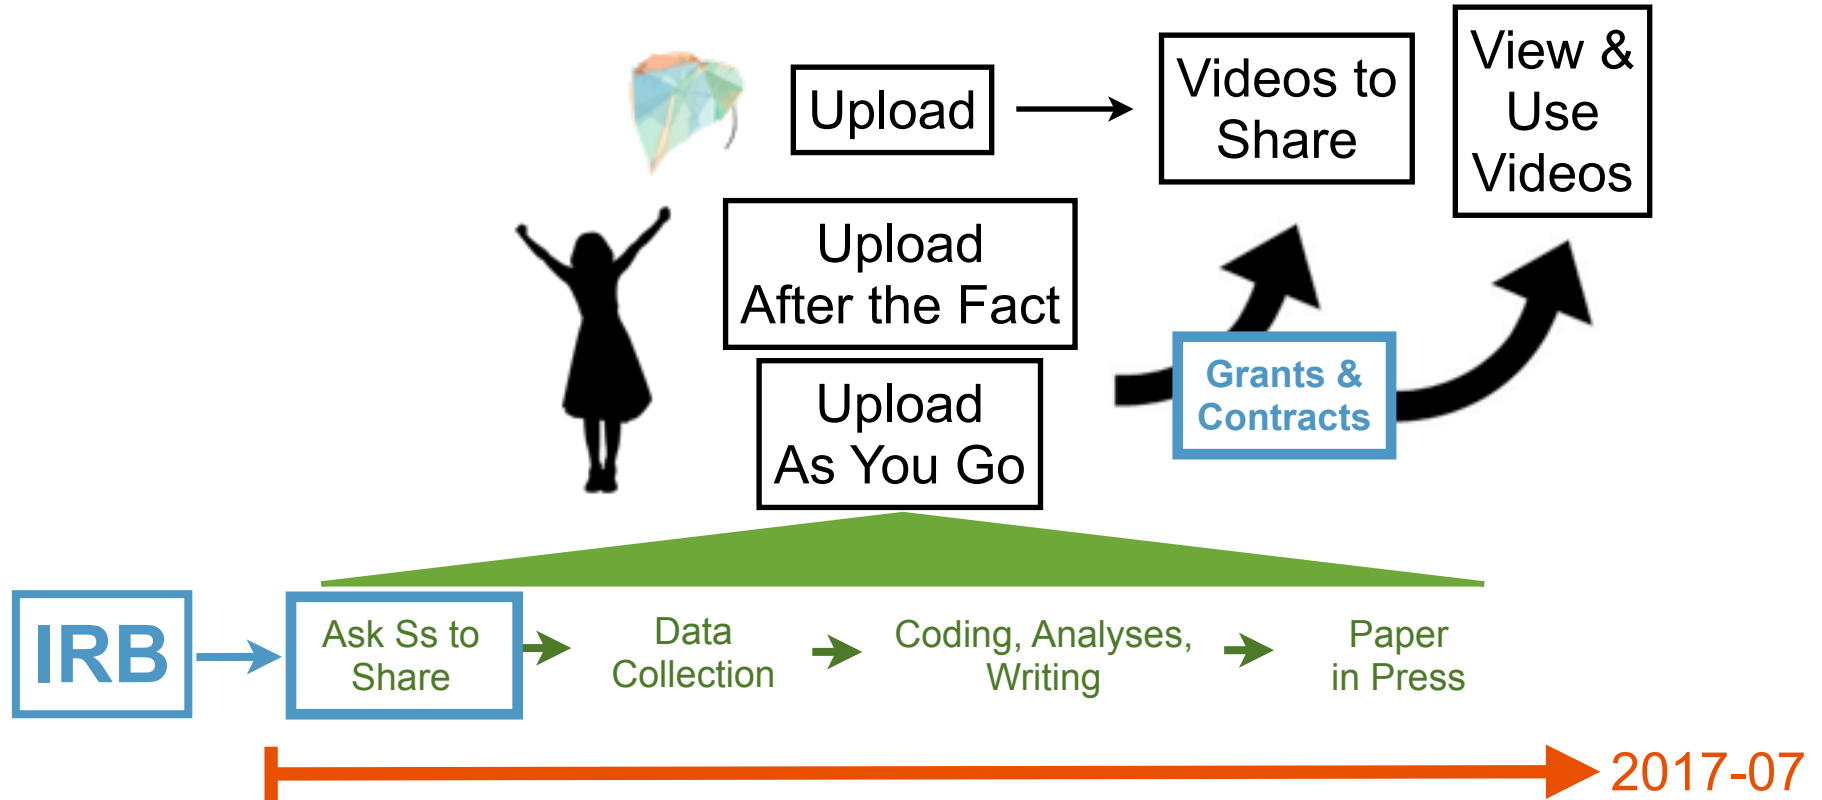 Upload
Videos to
Share
View &
Use
Videos
Upload
After the Fact
Upload
As You Go
Grants &
Contracts
IRB
Ask Ss to
Share
Data
Collection
Coding, Analyses,
Writing
Paper
in Press
2017-07